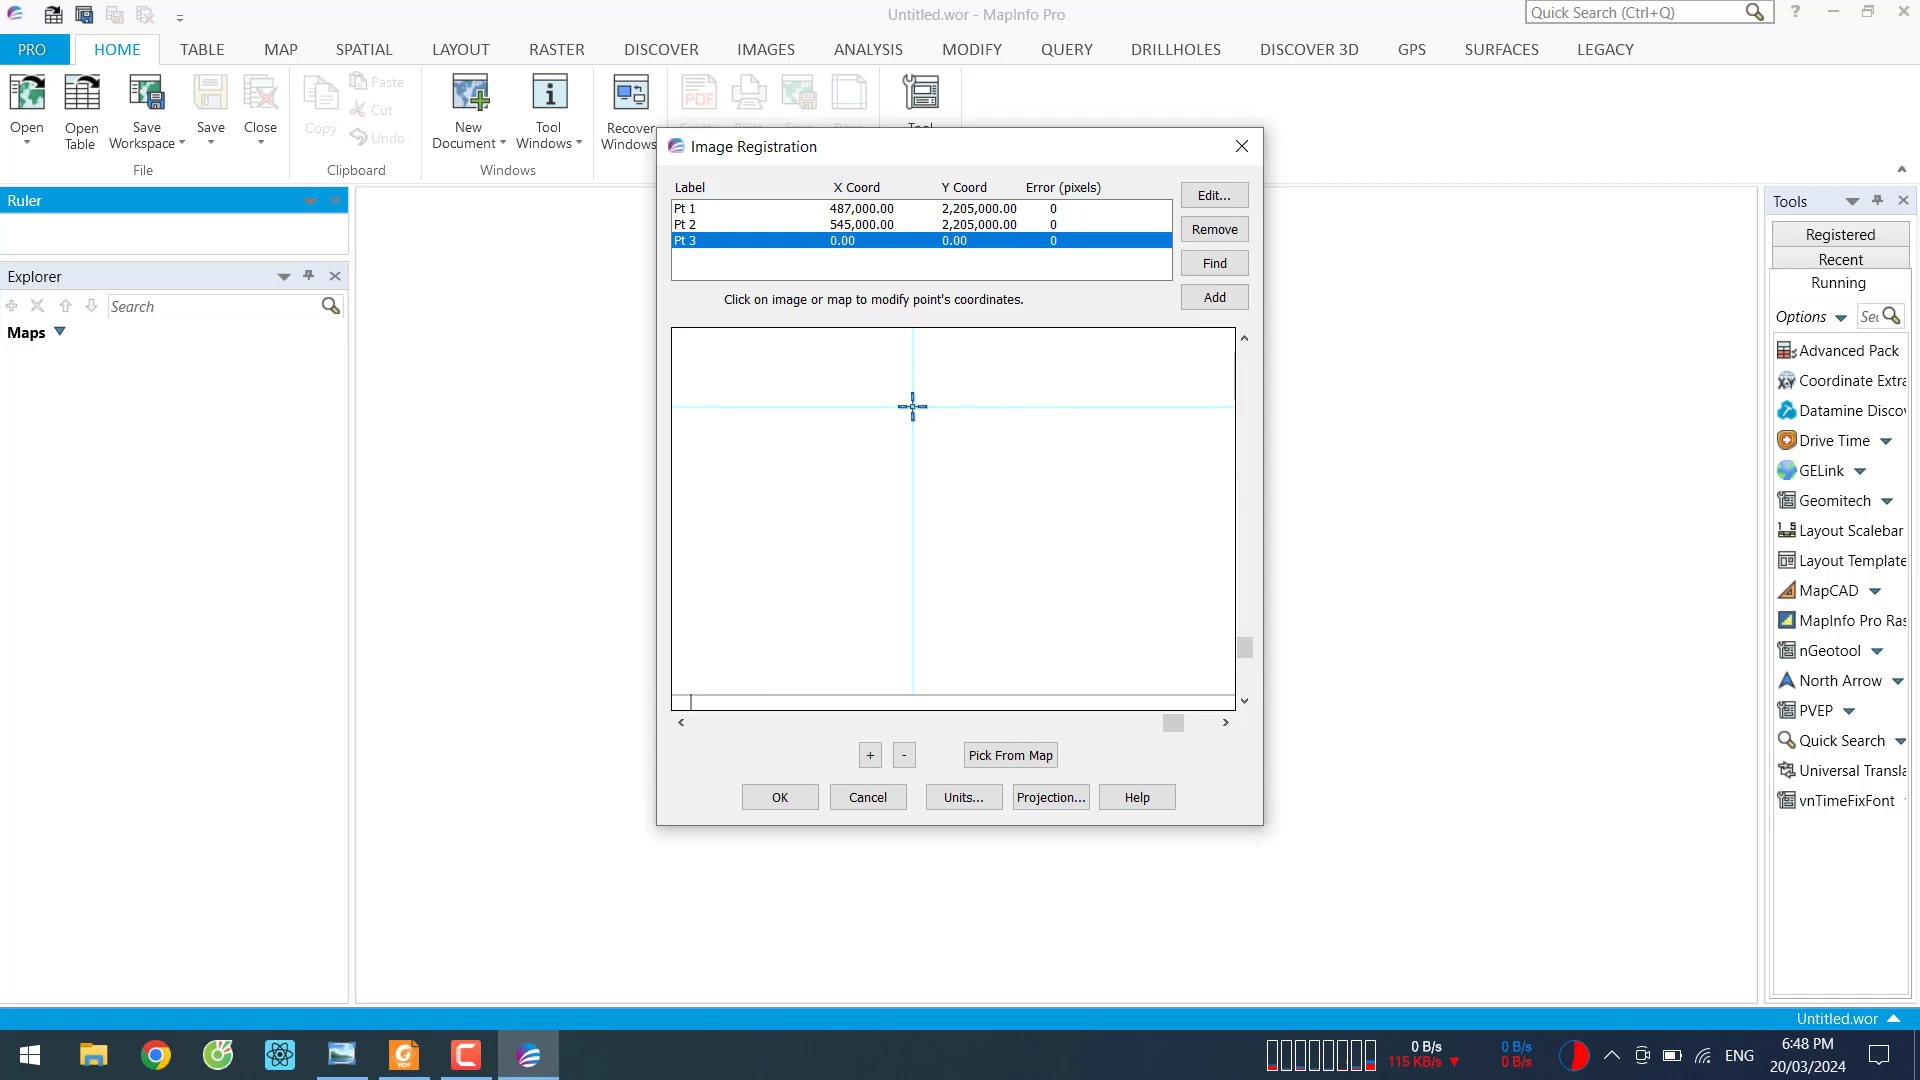 Untitled.wor - MapInfo Pro
Quick Search (Ctrl+Q)
PRO HOME TABLE MAP SPATIAL LAYOUT RASTER DISCOVER IMAGES ANALYSIS MODIFY QUERY DRILLHOLES DISCOVER 3D GPS SURFACES LEGACY
Open
Open Table
Save Workspace
Save
Close
File
Copy
Paste
Cut
Undo
Clipboard
New Document
Tool Windows
Windows
Recover Windows
PDF
Image Registration
Label X Coord Y Coord Error (pixels)
Pt 1 487,000.00 2,205,000.00 0
Pt 2 545,000.00 2,205,000.00 0
Pt 3 0.00 0.00 0
Edit...
Remove
Find
Add
Click on image or map to modify point's coordinates.
+ - Pick From Map
OK Cancel Units... Projection... Help
Ruler
Explorer
Search
Maps
Tools
Registered
Recent
Running
Options
Advanced Pack
Coordinate Extra
Datamine Disco
Drive Time
GELink
Geomitech
Layout Scalebar
Layout Template
MapCAD
MapInfo Pro Ras
nGeotool
North Arrow
PVEP
Quick Search
Universal Transla
vnTimeFixFont
Untitled.wor
0 B/s
115 KB/s
0 B/s
0 B/s
ENG
6:48 PM
20/03/2024